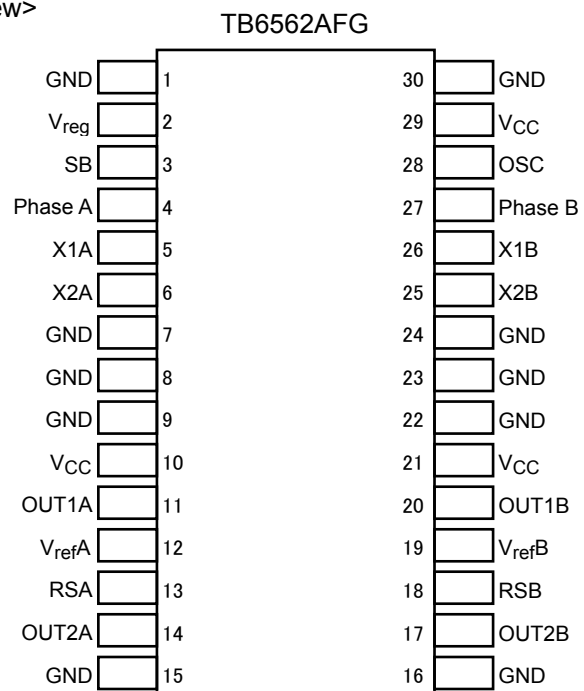 ew>
TB6562AFG
GND 1 30 GND
Vreg 2 29 VCC
SB 3 28 OSC
Phase A 4 27 Phase B
X1A 5 26 X1B
X2A 6 25 X2B
GND 7 24 GND
GND 8 23 GND
GND 9 22 GND
VCC 10 21 VCC
OUT1A 11 20 OUT1B
VrefA 12 19 VrefB
RSA 13 18 RSB
OUT2A 14 17 OUT2B
GND 15 16 GND